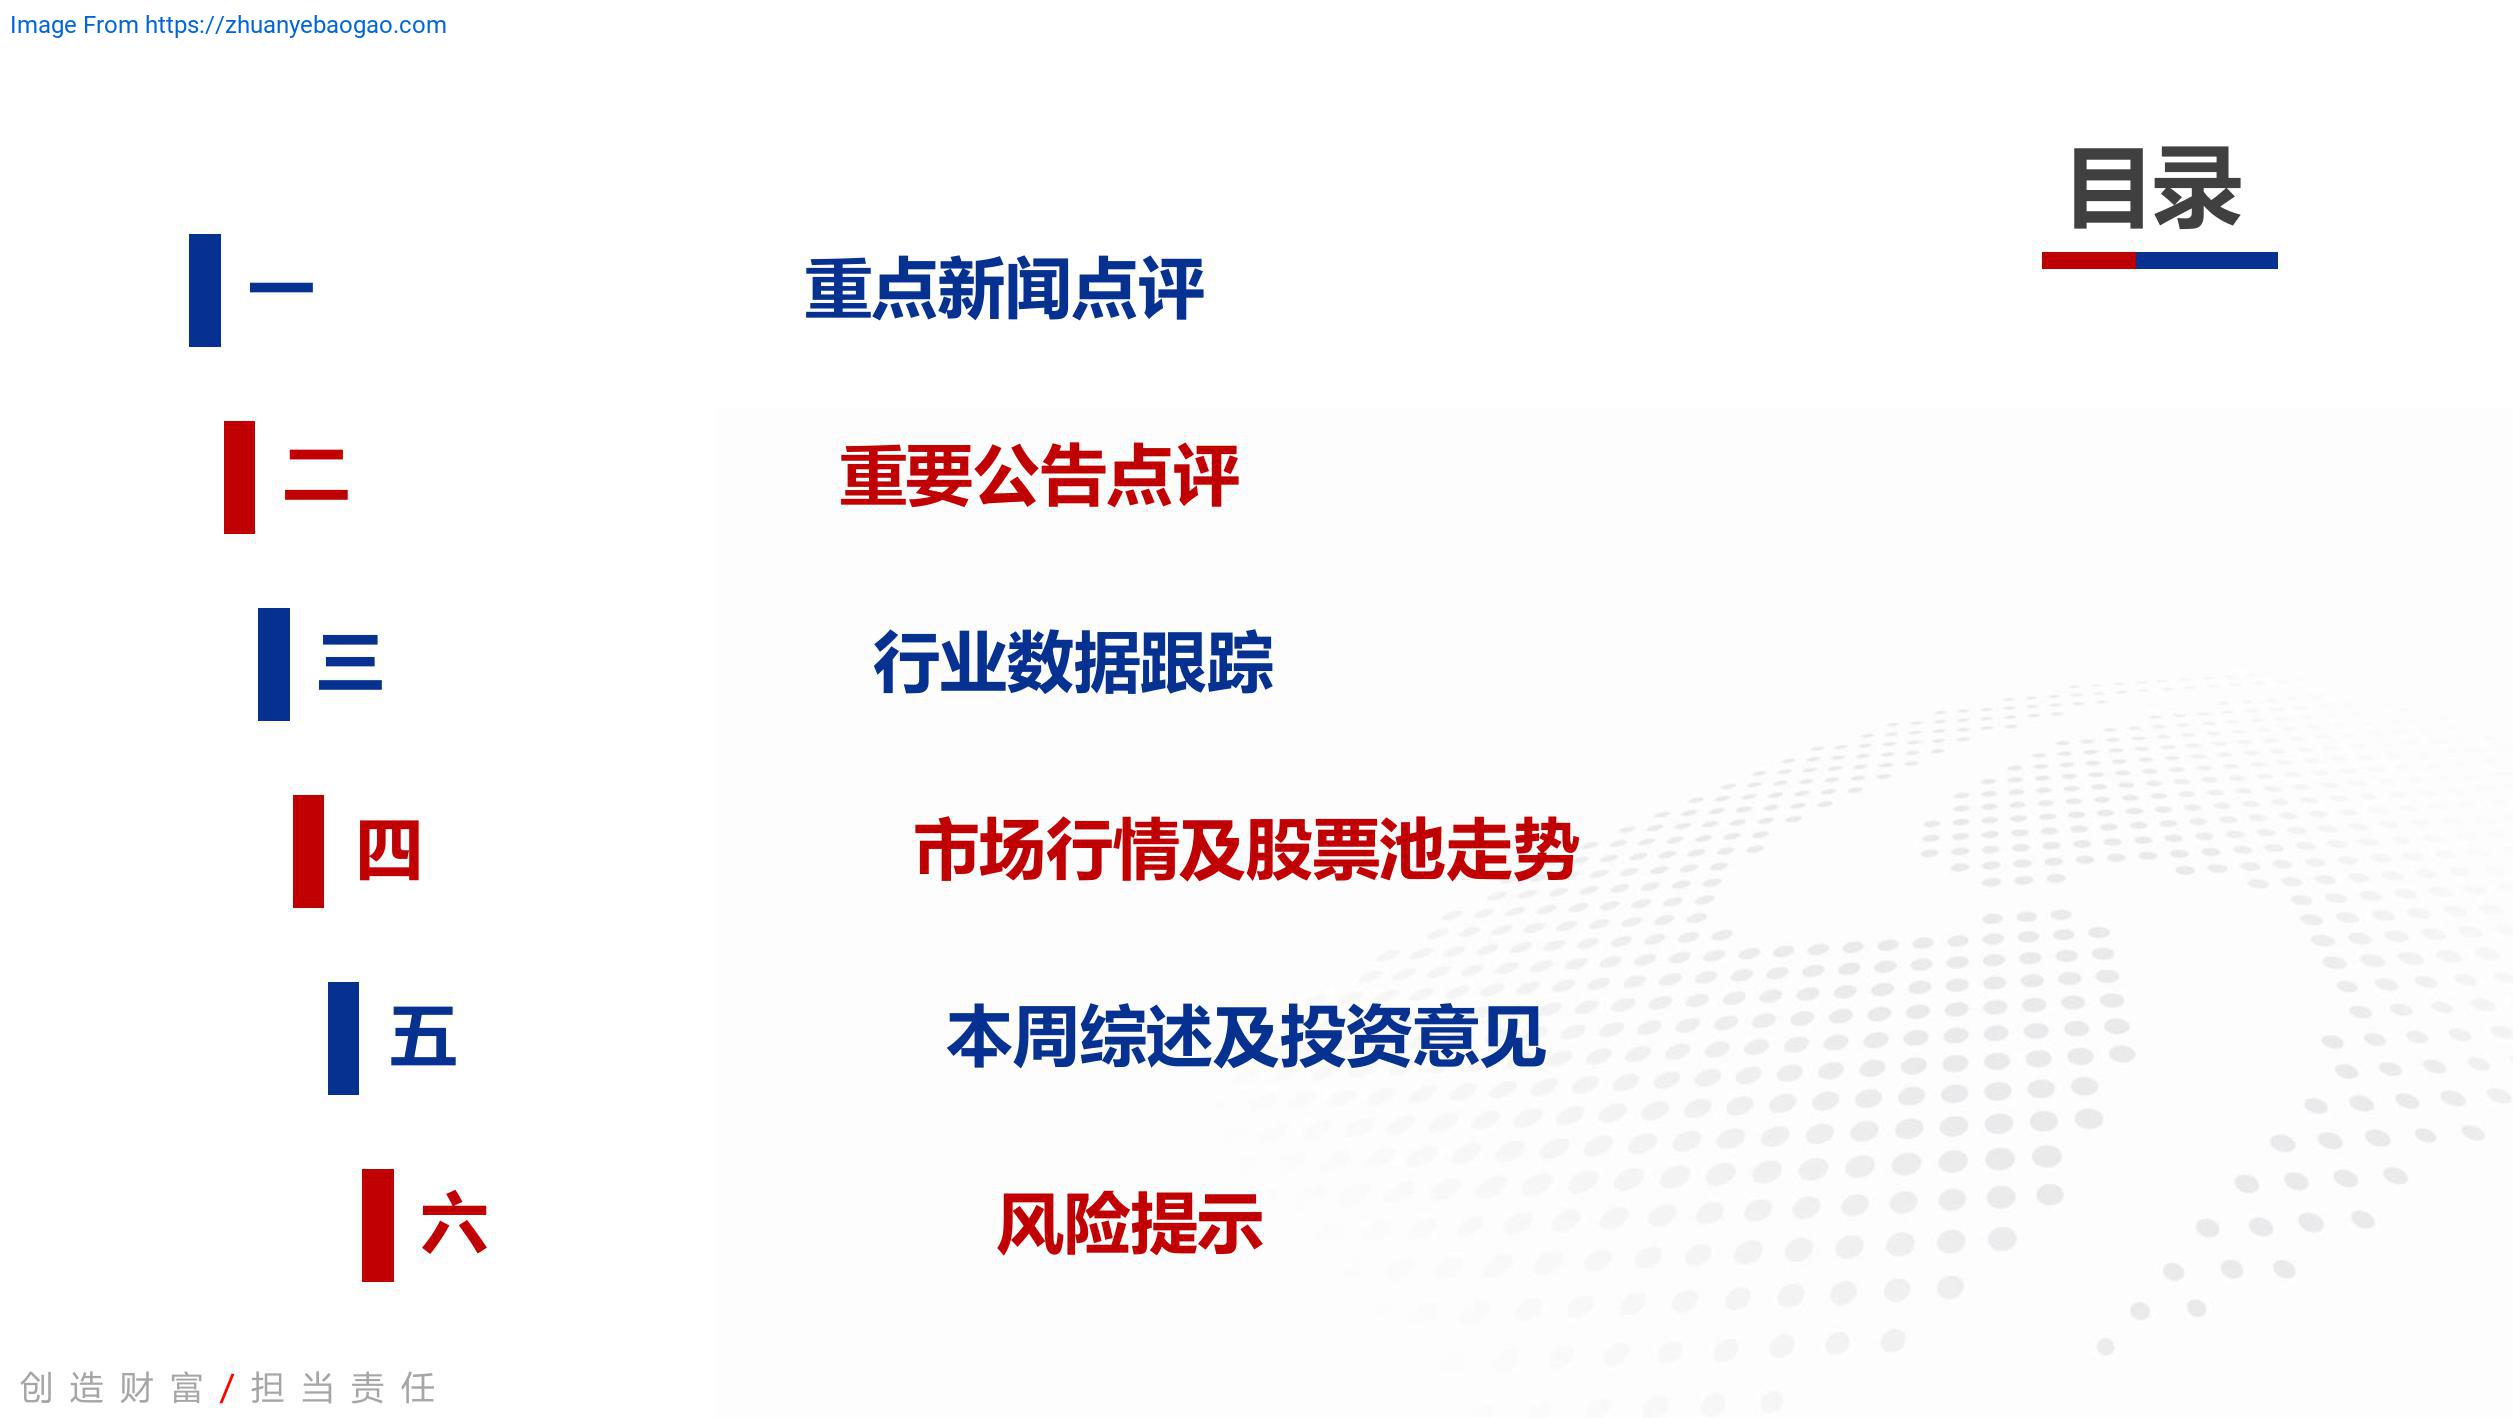 Image From https://zhuanyebaogao.com
目录
一 重点新闻点评
二 重要公告点评
三 行业数据跟踪
四 市场行情及股票池走势
五 本周综述及投资意见
六 风险提示
创造财富/担当责任